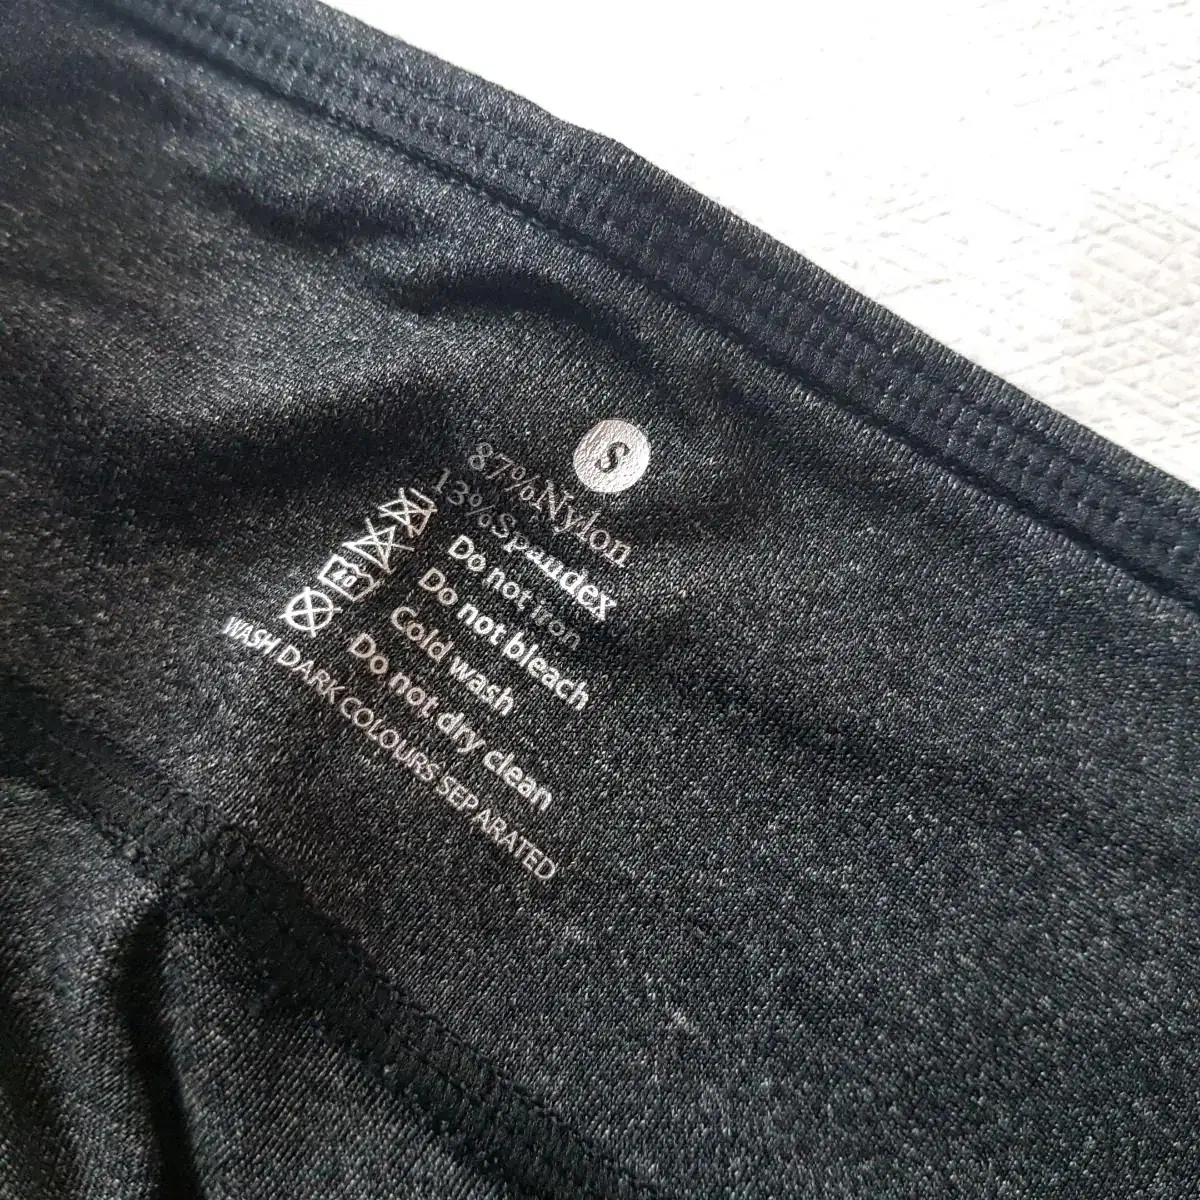 S
87%Nylon
13%Spandex
Do not iron
Do not bleach
20 Cold wash
Do not dry clean
WASH DARK COLOURS SEPARATED